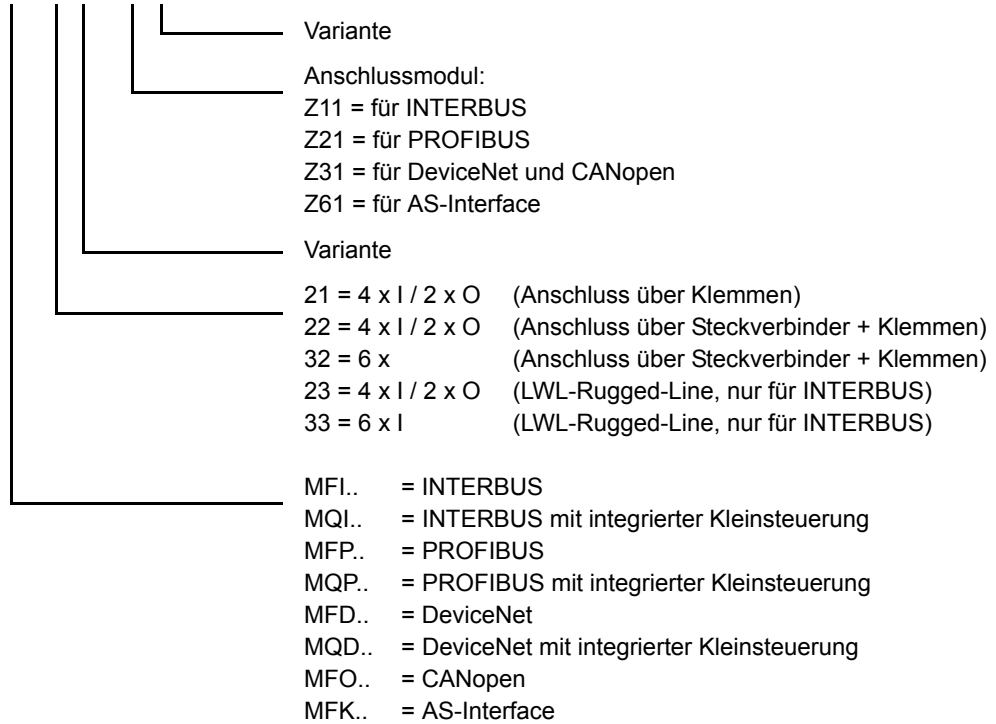 Variante
Anschlussmodul:
Z11 = für INTERBUS
Z21 = für PROFIBUS
Z31 = für DeviceNet und CANopen
Z61 = für AS-Interface
Variante
21 = 4 x I / 2 x O (Anschluss über Klemmen)
22 = 4 x I / 2 x O (Anschluss über Steckverbinder + Klemmen)
32 = 6 x (Anschluss über Steckverbinder + Klemmen)
23 = 4 x I / 2 x O (LWL-Rugged-Line, nur für INTERBUS)
33 = 6 x I (LWL-Rugged-Line, nur für INTERBUS)
MFI.. = INTERBUS
MQI.. = INTERBUS mit integrierter Kleinsteuerung
MFP.. = PROFIBUS
MQP.. = PROFIBUS mit integrierter Kleinsteuerung
MFD.. = DeviceNet
MQD.. = DeviceNet mit integrierter Kleinsteuerung
MFO.. = CANopen
MFK.. = AS-Interface